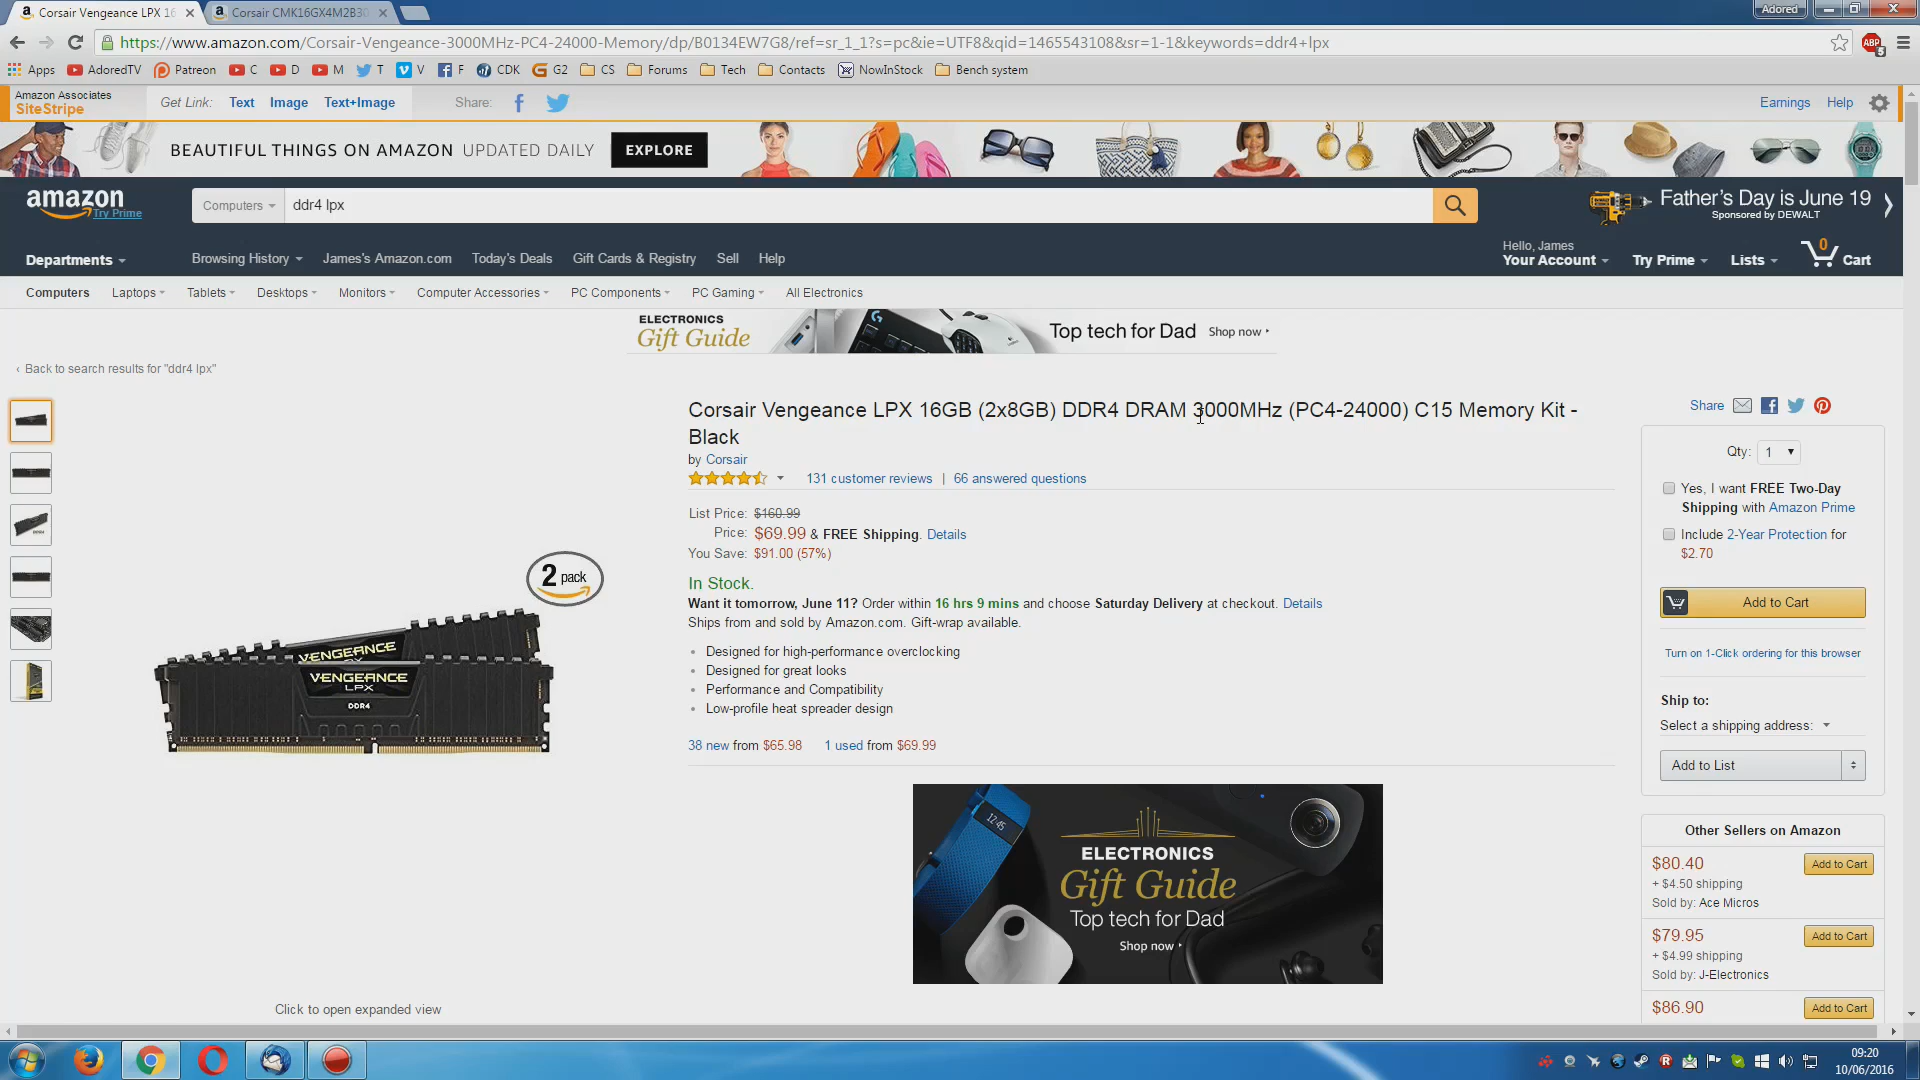 Corsair Vengeance LPX 16
Corsair CMK16GX4M2B30
Adored
https://www.amazon.com/Corsair-Vengeance-3000MHz-PC4-24000-Memory/dp/B0134EW7G8/ref=sr_1_1?s=pc&ie=UTF8&qid=1465543108&sr=1-1&keywords=ddr4+lpx
ABP
Apps AdoredTV Patreon C D M T V F CDK G2 CS Forums Tech Contacts NowInStock Bench system
Amazon Associates
SiteStripe
Get Link: Text Image Text+Image Share:
Earnings Help
BEAUTIFUL THINGS ON AMAZON UPDATED DAILY EXPLORE
amazon
Try Prime
Computers
ddr4 lpx
Father's Day is June 19
Sponsored by DEWALT
Departments
Browsing History James's Amazon.com Today's Deals Gift Cards & Registry Sell Help
Hello, James
Your Account Try Prime Lists 0 Cart
Computers Laptops Tablets Desktops Monitors Computer Accessories PC Components PC Gaming All Electronics
ELECTRONICS
Gift Guide
Top tech for Dad Shop now
‹ Back to search results for "ddr4 lpx"
Corsair Vengeance LPX 16GB (2x8GB) DDR4 DRAM 3000MHz (PC4-24000) C15 Memory Kit -
Black
by Corsair
131 customer reviews | 66 answered questions
List Price: $160.99
Price: $69.99 & FREE Shipping. Details
You Save: $91.00 (57%)
In Stock.
Want it tomorrow, June 11? Order within 16 hrs 9 mins and choose Saturday Delivery at checkout. Details
Ships from and sold by Amazon.com. Gift-wrap available.
Designed for high-performance overclocking
Designed for great looks
Performance and Compatibility
Low-profile heat spreader design
38 new from $65.98 1 used from $69.99
2 pack
VENGEANCE
VENGEANCE
LPX
DDR4
Click to open expanded view
12:45
ELECTRONICS
Gift Guide
Top tech for Dad
Shop now
Share
Qty: 1
Yes, I want FREE Two-Day
Shipping with Amazon Prime
Include 2-Year Protection for
$2.70
Add to Cart
Turn on 1-Click ordering for this browser
Ship to:
Select a shipping address:
Add to List
Other Sellers on Amazon
$80.40
Add to Cart
+ $4.50 shipping
Sold by: Ace Micros
$79.95
Add to Cart
+ $4.99 shipping
Sold by: J-Electronics
$86.90
Add to Cart
09:20
10/06/2016